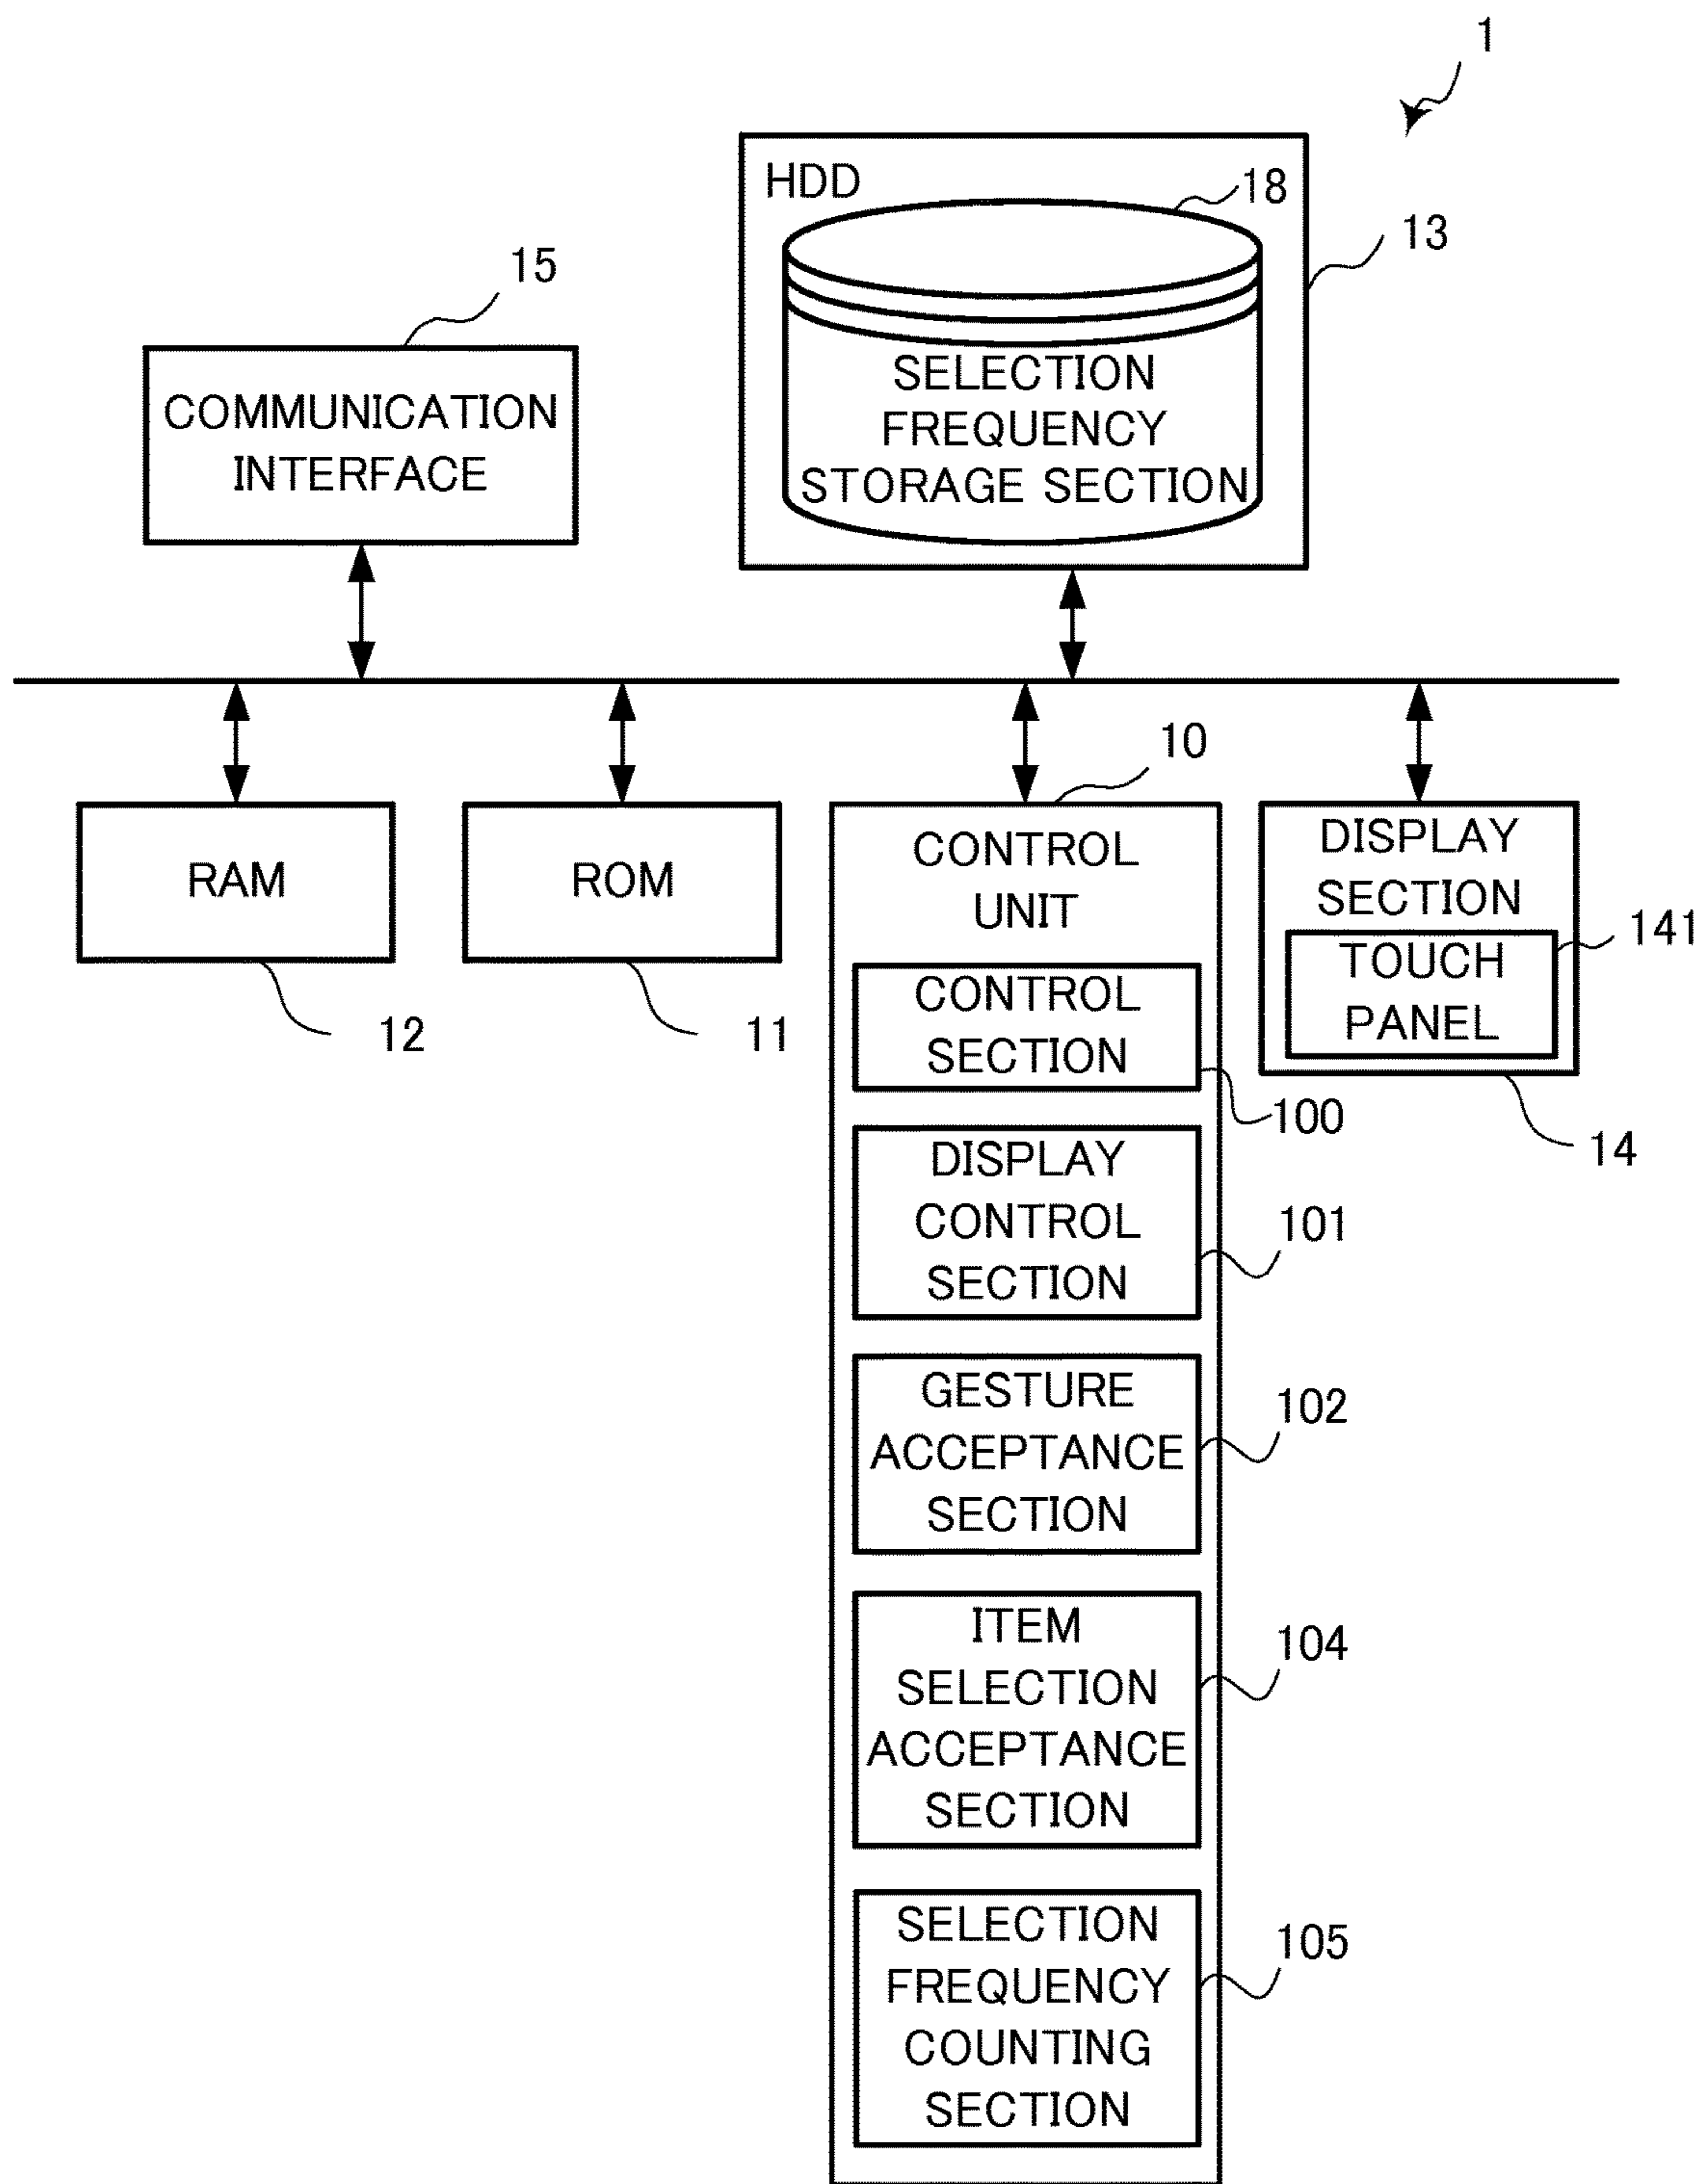 1
HDD
18
13
SELECTION
FREQUENCY
STORAGE SECTION
15
COMMUNICATION
INTERFACE
RAM
12
ROM
11
10
CONTROL
UNIT
CONTROL
SECTION
100
DISPLAY
CONTROL
SECTION
101
GESTURE
ACCEPTANCE
SECTION
102
ITEM
SELECTION
ACCEPTANCE
SECTION
104
SELECTION
FREQUENCY
COUNTING
SECTION
105
DISPLAY
SECTION
TOUCH
PANEL
141
14